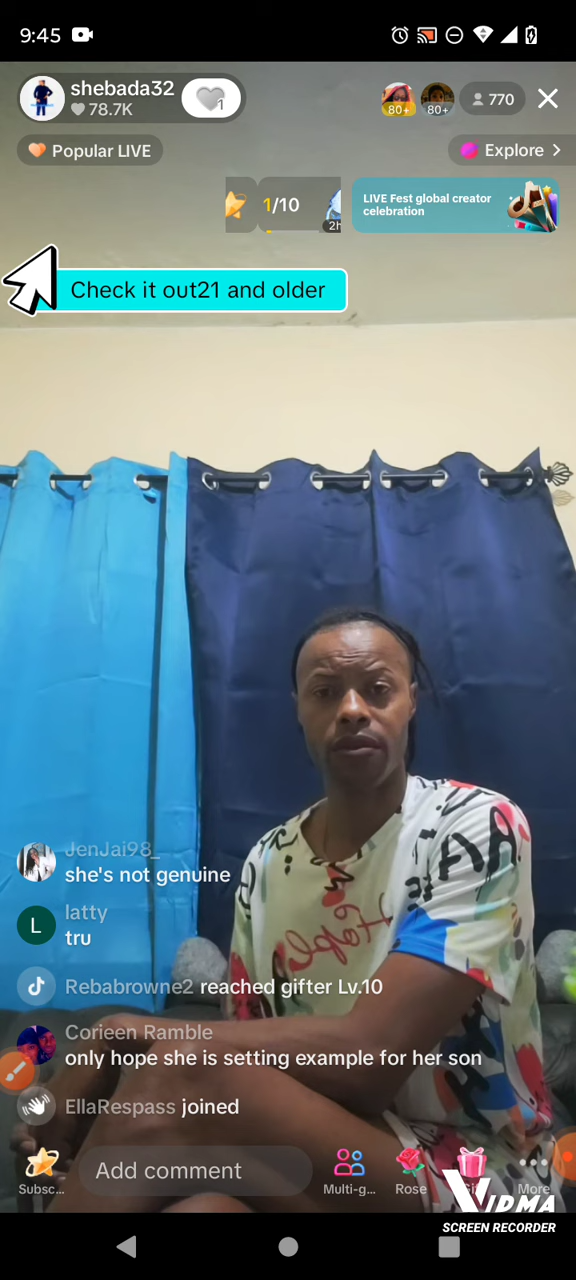 9:45
shebada32
78.7K
1
80+
80+
770
Popular LIVE
Explore
1/10
2h
LIVE Fest global creator
celebration
Check it out21 and older
JenJai98_
she's not genuine
L
latty
tru
Rebabrowne2 reached gifter Lv.10
Corieen Ramble
only hope she is setting example for her son
EllaRespass joined
Subsc...
Add comment
Multi-g...
Rose
More
VIDMA
SCREEN RECORDER